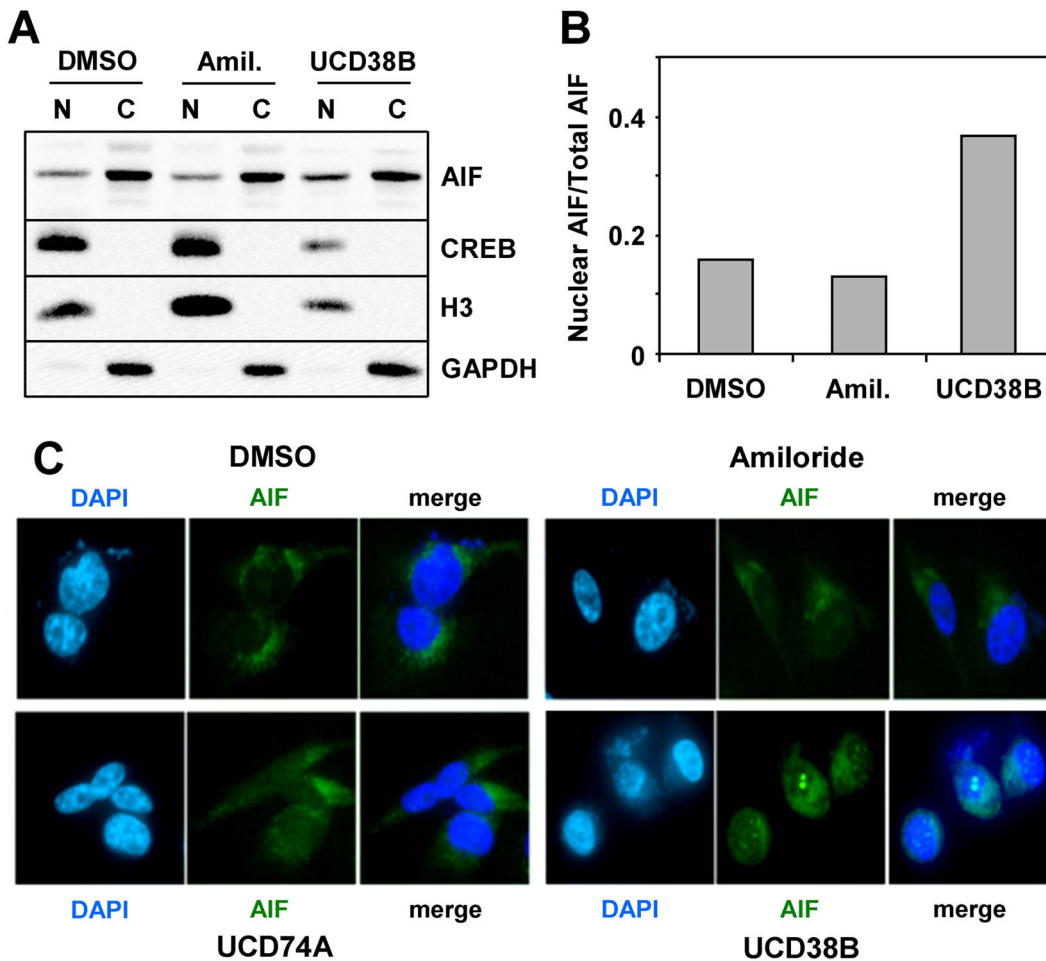 A
DMSO Amil. UCD38B
N C N C N C
AIF
CREB
H3
GAPDH
B
Nuclear AIF/Total AIF
0.4
0.2
0
DMSO Amil. UCD38B
C
DMSO Amiloride
DAPI AIF merge DAPI AIF merge
DAPI AIF merge DAPI AIF merge
UCD74A UCD38B